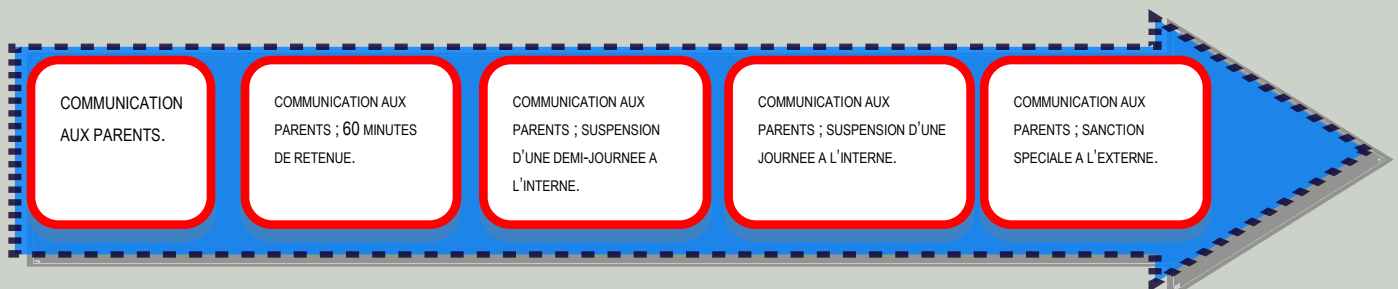 COMMUNICATION
AUX PARENTS.
COMMUNICATION AUX
PARENTS ; 60 MINUTES
DE RETENUE.
COMMUNICATION AUX
PARENTS ; SUSPENSION
D’UNE DEMI-JOURNEE A
L’INTERNE.
COMMUNICATION AUX
PARENTS ; SUSPENSION D’UNE
JOURNEE A L’INTERNE.
COMMUNICATION AUX
PARENTS ; SANCTION
SPECIALE A L’EXTERNE.